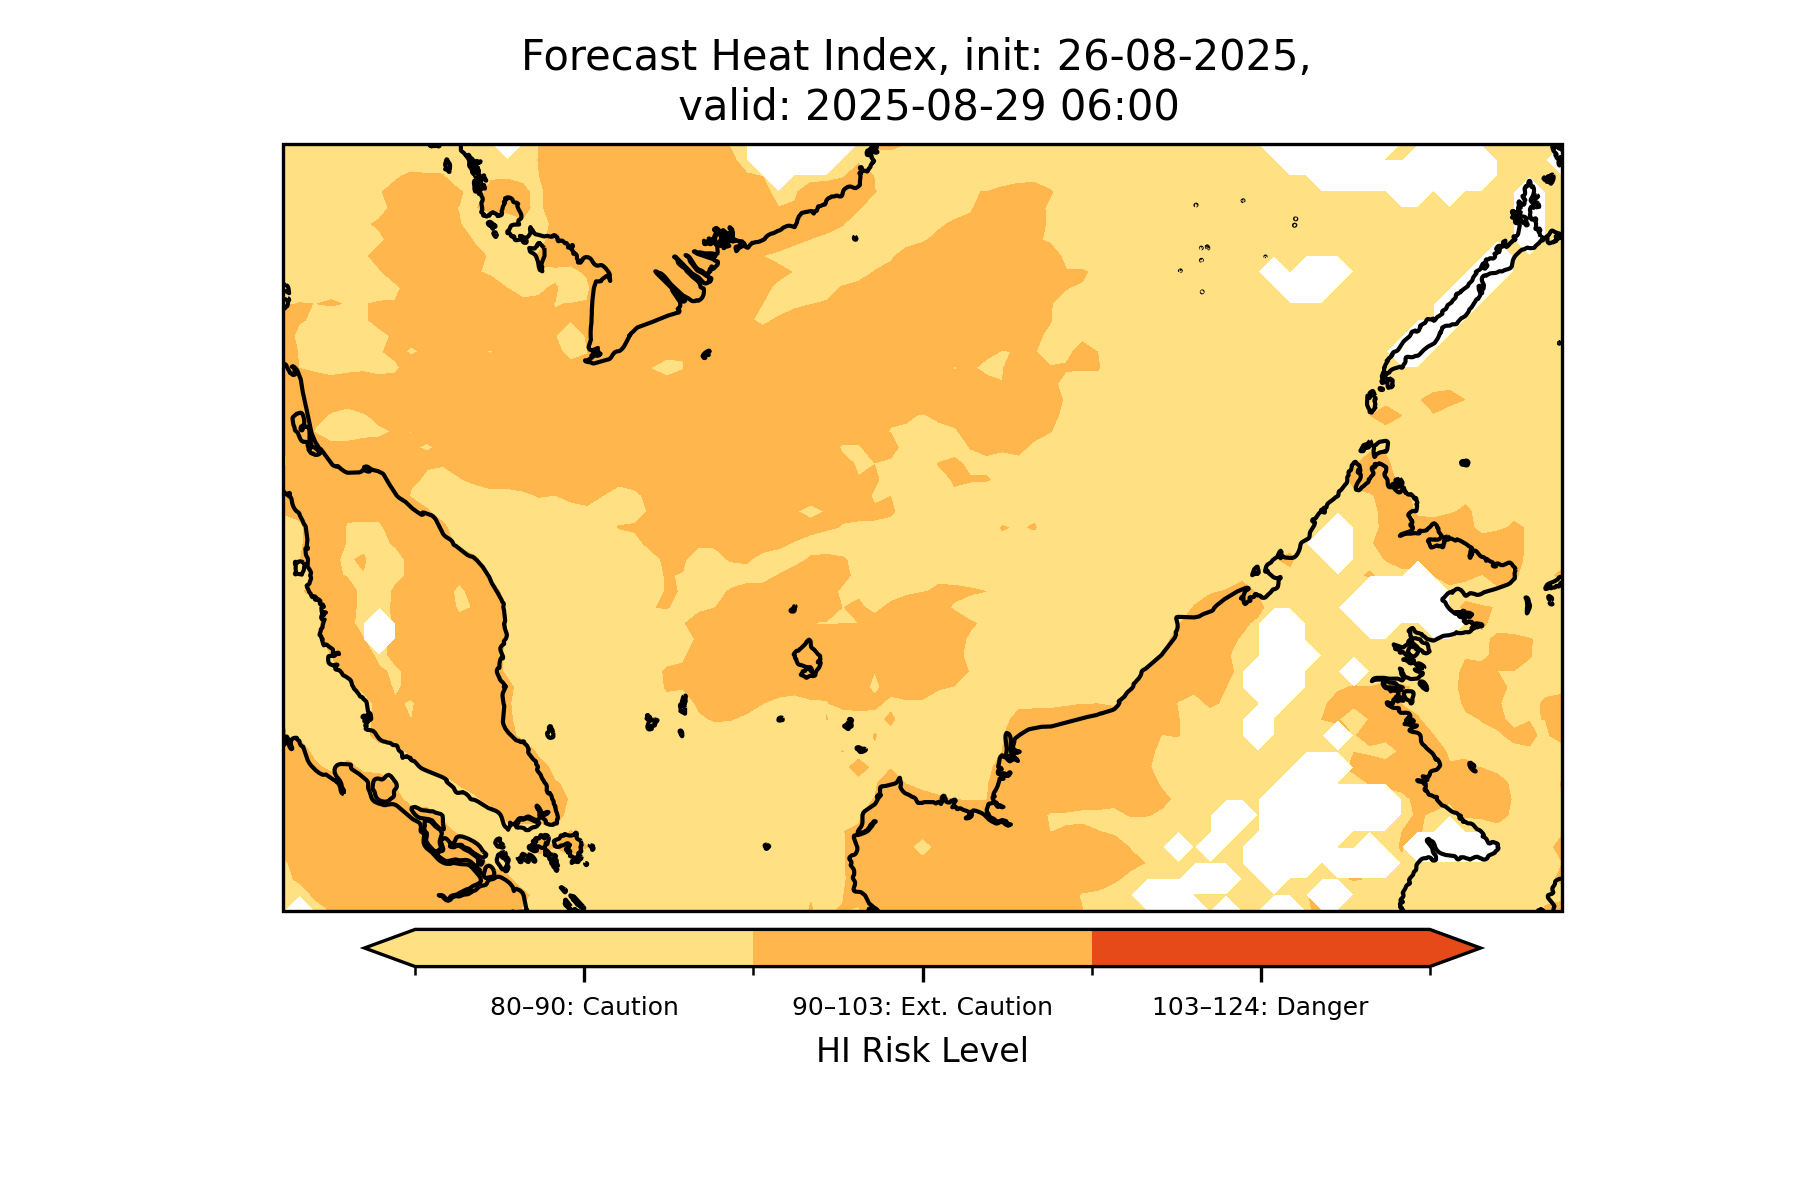 Forecast Heat Index, init: 26-08-2025,
valid: 2025-08-29 06:00
80–90: Caution
90–103: Ext. Caution
103–124: Danger
HI Risk Level